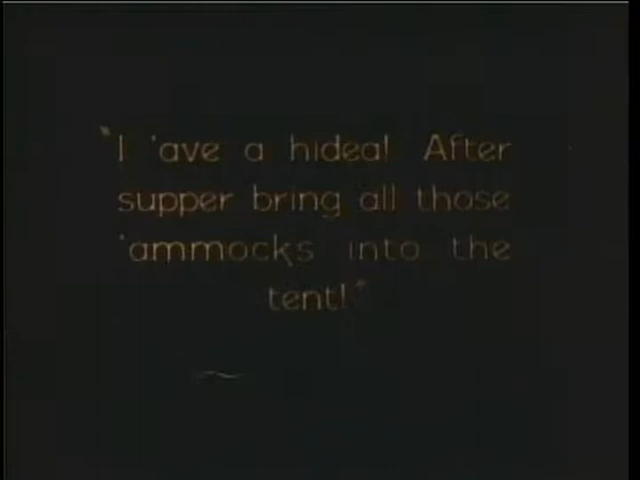 "I 'ave a hidea! After
supper bring all those
'ammocks into the
tent!"